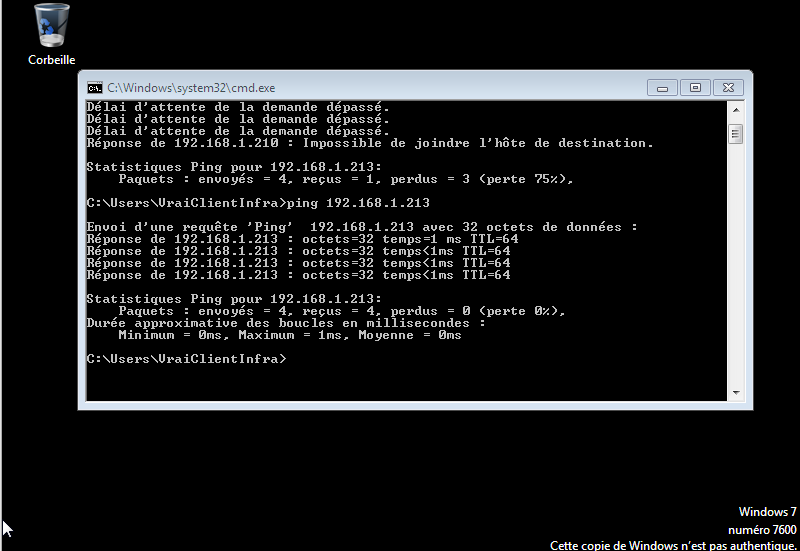 Corbeille
C:\Windows\system32\cmd.exe
Délai d'attente de la demande dépassé.
Délai d'attente de la demande dépassé.
Délai d'attente de la demande dépassé.
Réponse de 192.168.1.210 : Impossible de joindre l'hôte de destination.
Statistiques Ping pour 192.168.1.213:
Paquets : envoyés = 4, reçus = 1, perdus = 3 (perte 75%),
C:\Users\VraiClientInfra>ping 192.168.1.213
Envoi d'une requête 'Ping'  192.168.1.213 avec 32 octets de données :
Réponse de 192.168.1.213 : octets=32 temps=1 ms TTL=64
Réponse de 192.168.1.213 : octets=32 temps<1ms TTL=64
Réponse de 192.168.1.213 : octets=32 temps<1ms TTL=64
Réponse de 192.168.1.213 : octets=32 temps<1ms TTL=64
Statistiques Ping pour 192.168.1.213:
Paquets : envoyés = 4, reçus = 4, perdus = 0 (perte 0%),
Durée approximative des boucles en millisecondes :
Minimum = 0ms, Maximum = 1ms, Moyenne = 0ms
C:\Users\VraiClientInfra>
Windows 7
numéro 7600
Cette copie de Windows n'est pas authentique.